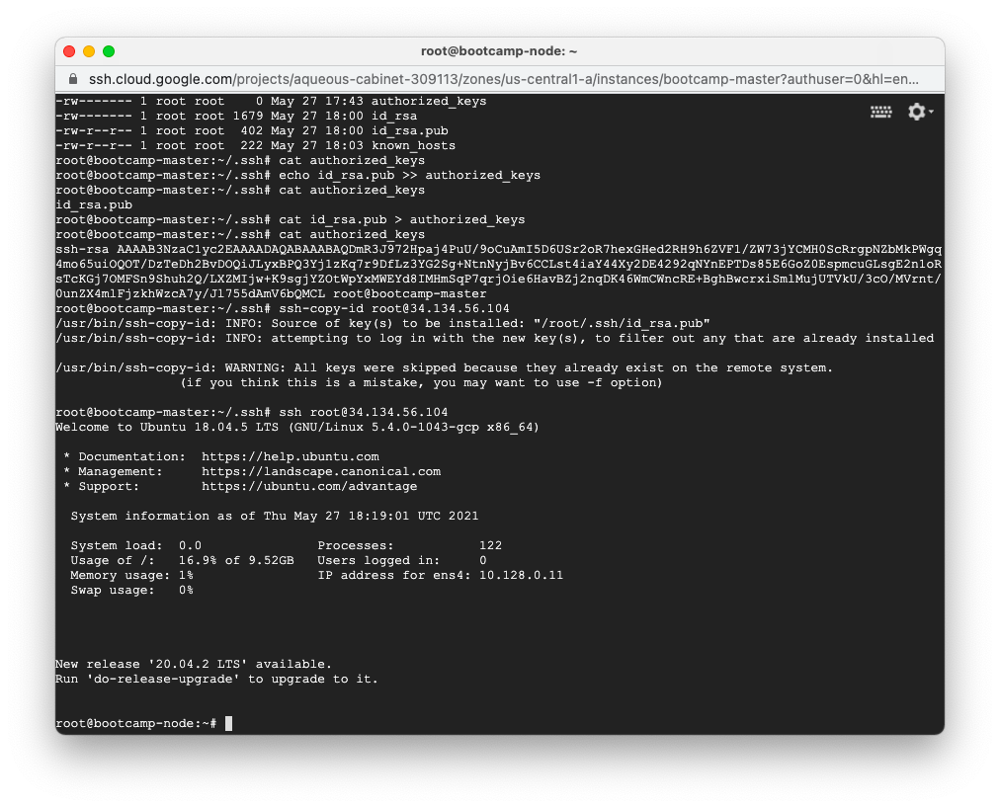 root@bootcamp-node: ~
ssh.cloud.google.com/projects/aqueous-cabinet-309113/zones/us-central1-a/instances/bootcamp-master?authuser=0&hl=en...
-rw------- 1 root root    0 May 27 17:43 authorized_keys
-rw------- 1 root root 1679 May 27 18:00 id_rsa
-rw-r--r-- 1 root root  402 May 27 18:00 id_rsa.pub
-rw-r--r-- 1 root root  222 May 27 18:03 known_hosts
root@bootcamp-master:~/.ssh# cat authorized_keys
root@bootcamp-master:~/.ssh# echo id_rsa.pub >> authorized_keys
root@bootcamp-master:~/.ssh# cat authorized_keys
id_rsa.pub
root@bootcamp-master:~/.ssh# cat id_rsa.pub > authorized_keys
root@bootcamp-master:~/.ssh# cat authorized_keys
ssh-rsa AAAAB3NzaC1yc2EAAAADAQABAAABAQDmR3J972Hpaj4PuU/9oCuAmI5D6USr2oR7hexGHed2RH9h6ZVF1/ZW73jYCMH0ScRrgpNZbMkPWgq
4mo65uiOQOT/DzTeDh2BvDOQiJLyxBPQ3Yj1zKq7r9DfLz3YG2Sg+NtnNyjBv6CCLst4iaY44Xy2DE4292qNYnEPTDs85E6GoZ0EspmcuGLsgE2n1oR
sTcKGj7OMFSn9Shuh2Q/LXZMIjw+K9sgjYZOtWpYxMWEYd8IMHmSqP7qrjOie6HavBZj2nqDK46WmCWncRE+BghBwcrxiSmlMujUTVkU/3cO/MVrnt/
0unZX4mlFjzkhWzcA7y/Jl755dAmV6bQMCL root@bootcamp-master
root@bootcamp-master:~/.ssh# ssh-copy-id root@34.134.56.104
/usr/bin/ssh-copy-id: INFO: Source of key(s) to be installed: "/root/.ssh/id_rsa.pub"
/usr/bin/ssh-copy-id: INFO: attempting to log in with the new key(s), to filter out any that are already installed
/usr/bin/ssh-copy-id: WARNING: All keys were skipped because they already exist on the remote system.
(if you think this is a mistake, you may want to use -f option)
root@bootcamp-master:~/.ssh# ssh root@34.134.56.104
Welcome to Ubuntu 18.04.5 LTS (GNU/Linux 5.4.0-1043-gcp x86_64)
* Documentation:  https://help.ubuntu.com
* Management:     https://landscape.canonical.com
* Support:        https://ubuntu.com/advantage
System information as of Thu May 27 18:19:01 UTC 2021
System load:  0.0                Processes:           122
Usage of /:   16.9% of 9.52GB   Users logged in:     0
Memory usage: 1%                IP address for ens4: 10.128.0.11
Swap usage:   0%
New release '20.04.2 LTS' available.
Run 'do-release-upgrade' to upgrade to it.
root@bootcamp-node:~#